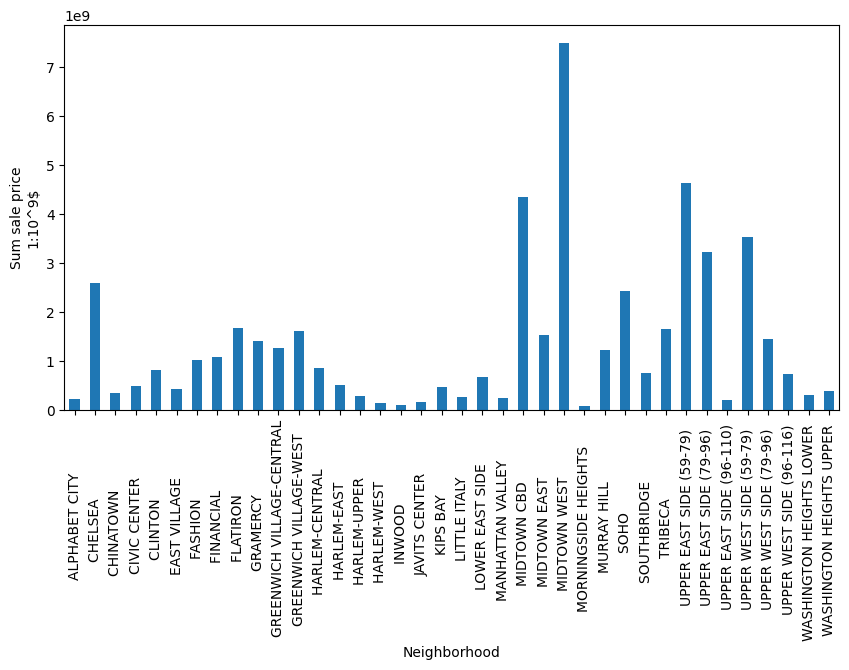 1e9
7
6
5
4
3
2
1
0
Sum sale price
1:10^9$
ALPHABET CITY
CHELSEA
CHINATOWN
CIVIC CENTER
CLINTON
EAST VILLAGE
FASHION
FINANCIAL
FLATIRON
GRAMERCY
GREENWICH VILLAGE-CENTRAL
GREENWICH VILLAGE-WEST
HARLEM-CENTRAL
HARLEM-EAST
HARLEM-UPPER
HARLEM-WEST
INWOOD
JAVITS CENTER
KIPS BAY
LITTLE ITALY
LOWER EAST SIDE
MANHATTAN VALLEY
MIDTOWN CBD
MIDTOWN EAST
MIDTOWN WEST
MORNINGSIDE HEIGHTS
MURRAY HILL
SOHO
SOUTHBRIDGE
TRIBECA
UPPER EAST SIDE (59-79)
UPPER EAST SIDE (79-96)
UPPER EAST SIDE (96-110)
UPPER WEST SIDE (59-79)
UPPER WEST SIDE (79-96)
UPPER WEST SIDE (96-116)
WASHINGTON HEIGHTS LOWER
WASHINGTON HEIGHTS UPPER
Neighborhood